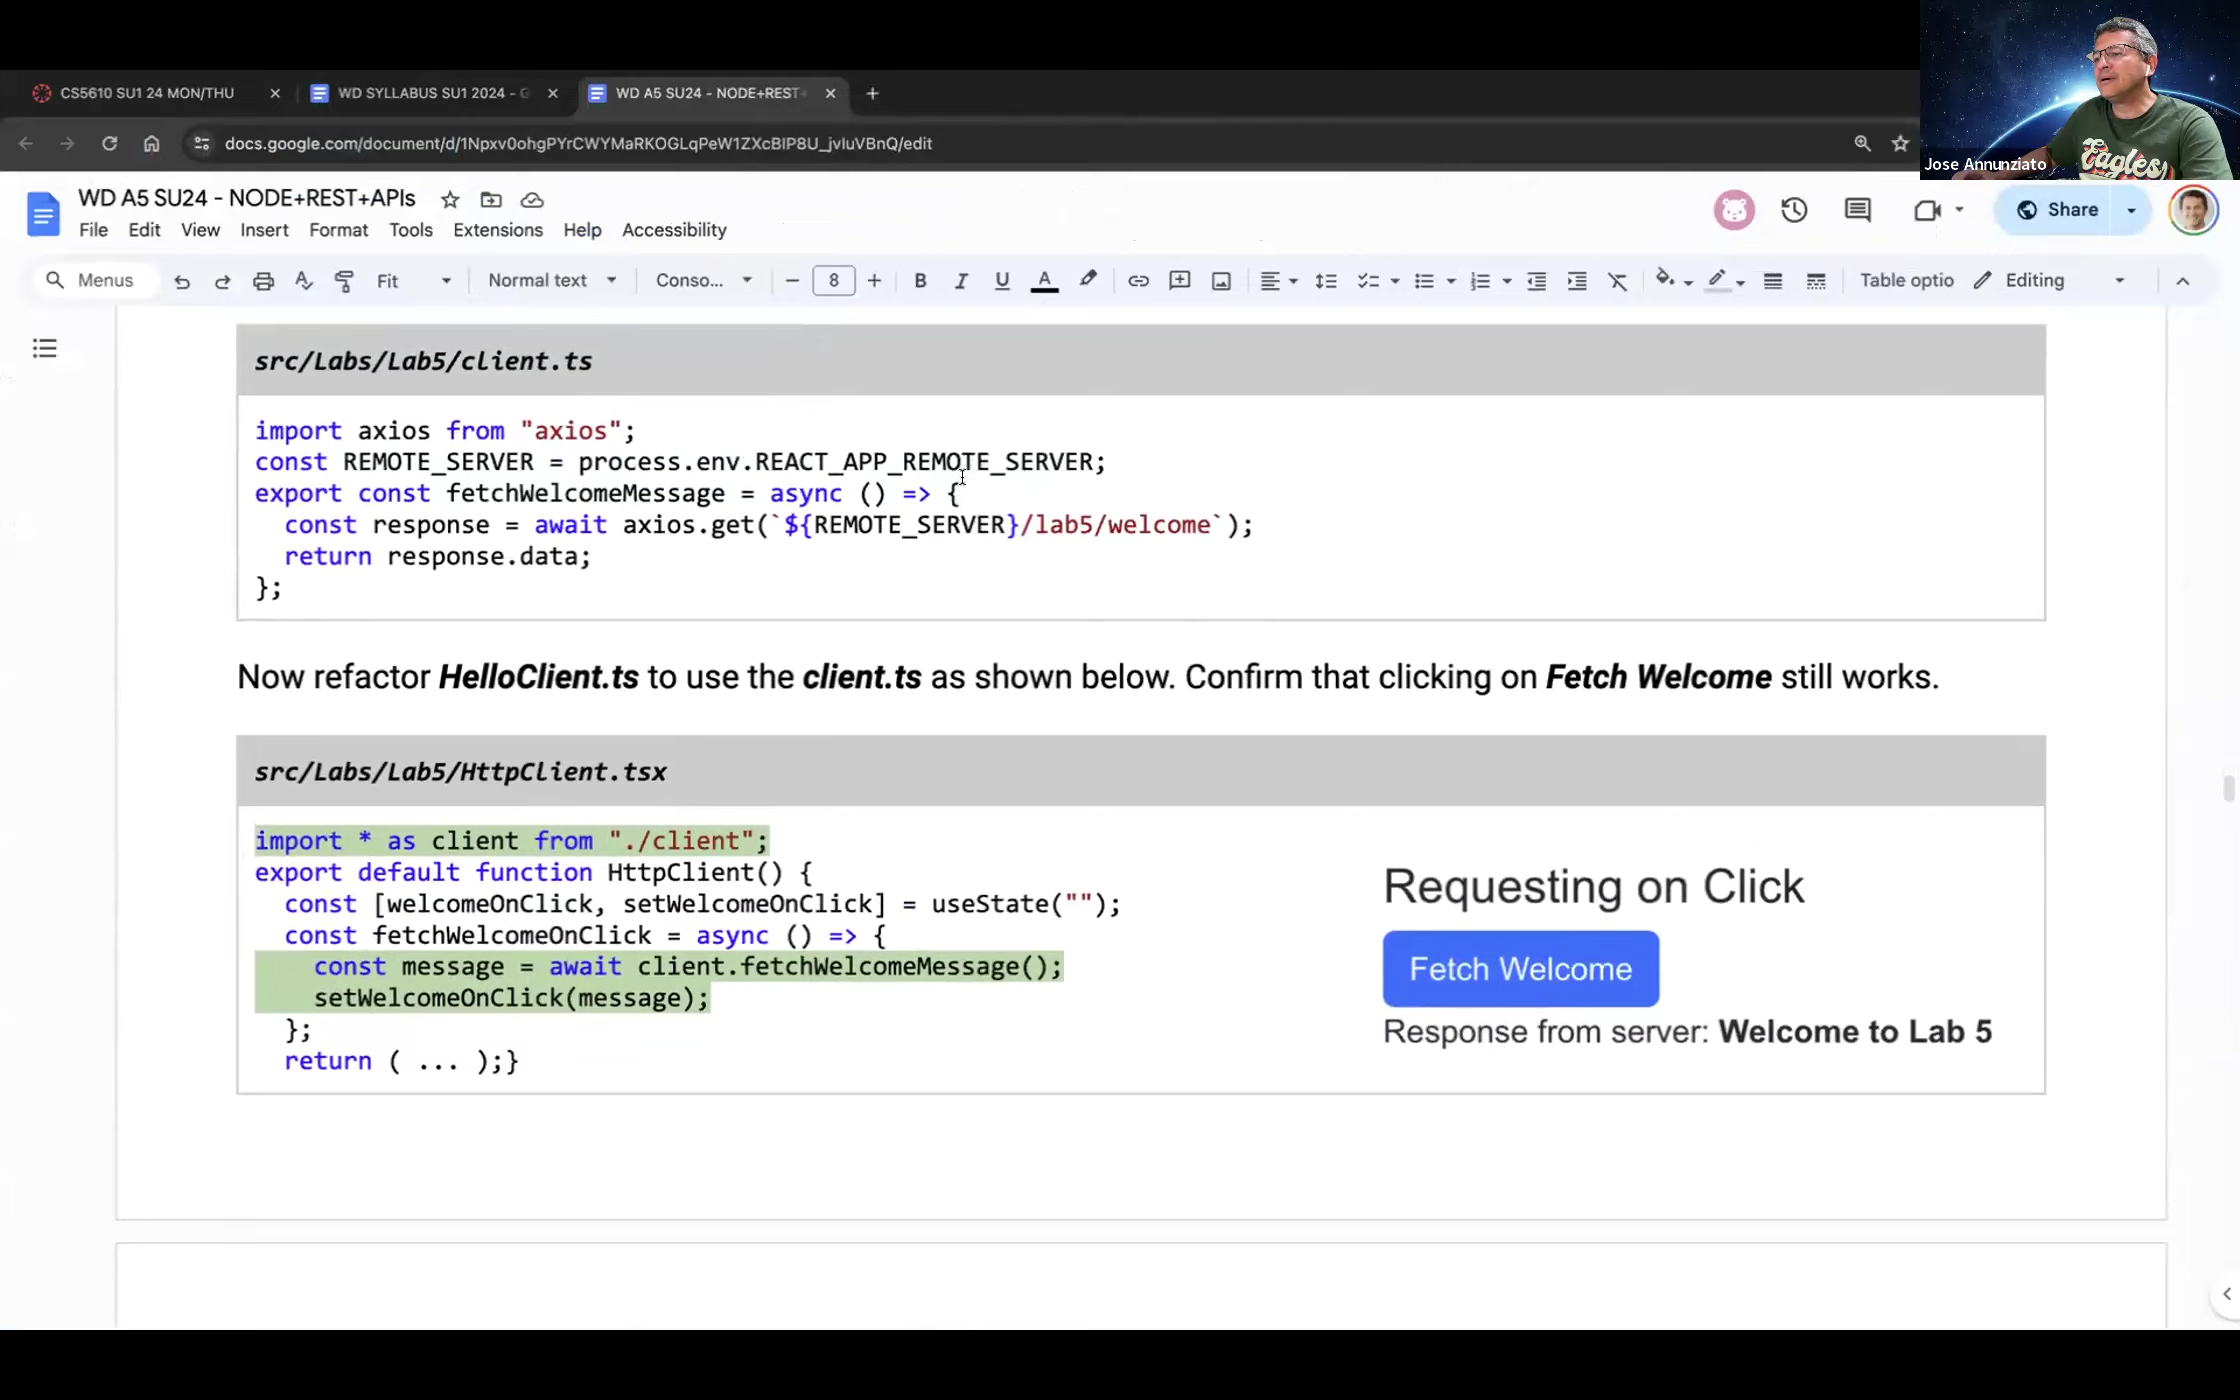 CS5610 SU1 24 MON/THU
WD SYLLABUS SU1 2024 - G
WD A5 SU24 - NODE+REST+
docs.google.com/document/d/1Npxv0ohgPYrCWYMaRKOGLqPeW1ZXcBIP8U_jvIuVBnQ/edit
Jose Annunziato
Eagles
WD A5 SU24 - NODE+REST+APIs
File Edit View Insert Format Tools Extensions Help Accessibility
Share
Menus Fit Normal text Conso... − 8 + B I U A Table optio Editing
src/Labs/Lab5/client.ts
import axios from "axios";
const REMOTE_SERVER = process.env.REACT_APP_REMOTE_SERVER;
export const fetchWelcomeMessage = async () => {
  const response = await axios.get(`${REMOTE_SERVER}/lab5/welcome`);
  return response.data;
};
Now refactor HelloClient.ts to use the client.ts as shown below. Confirm that clicking on Fetch Welcome still works.
src/Labs/Lab5/HttpClient.tsx
import * as client from "./client";
export default function HttpClient() {
  const [welcomeOnClick, setWelcomeOnClick] = useState("");
  const fetchWelcomeOnClick = async () => {
    const message = await client.fetchWelcomeMessage();
    setWelcomeOnClick(message);
  };
  return ( ... );}
Requesting on Click
Fetch Welcome
Response from server: Welcome to Lab 5